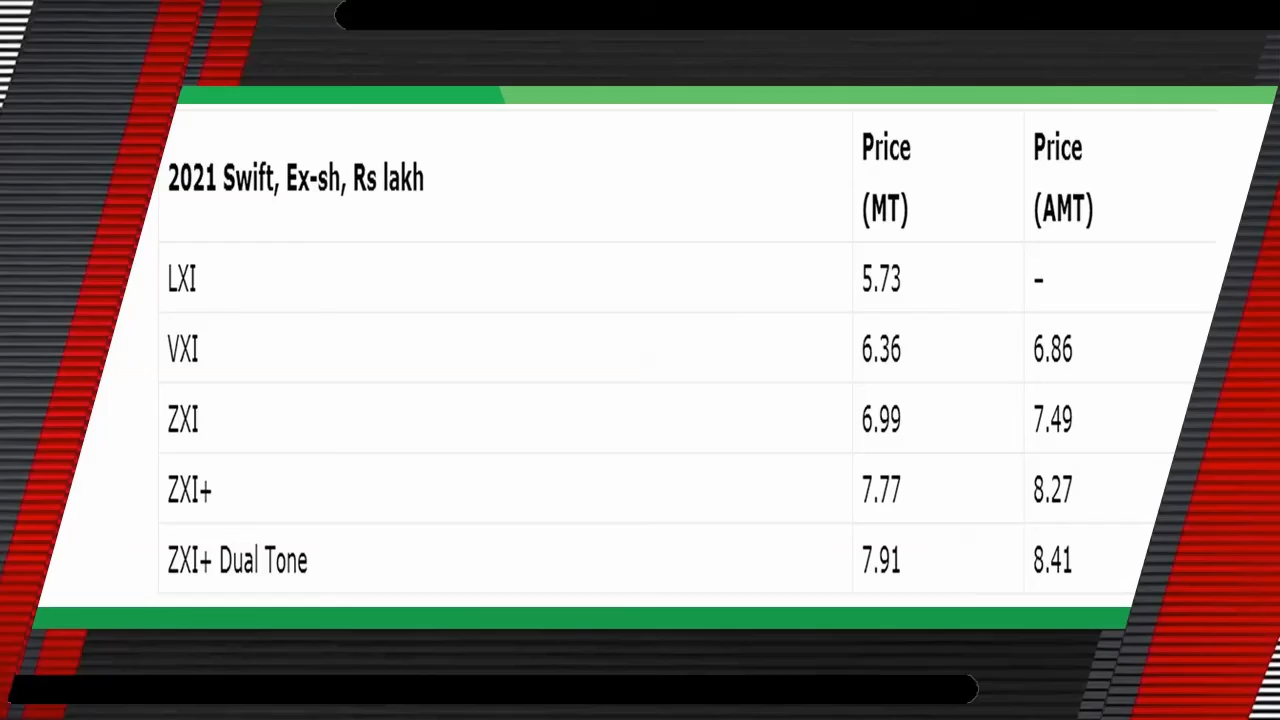 2021 Swift, Ex-sh, Rs lakh Price (MT) Price (AMT)
LXI 5.73 –
VXI 6.36 6.86
ZXI 6.99 7.49
ZXI+ 7.77 8.27
ZXI+ Dual Tone 7.91 8.41